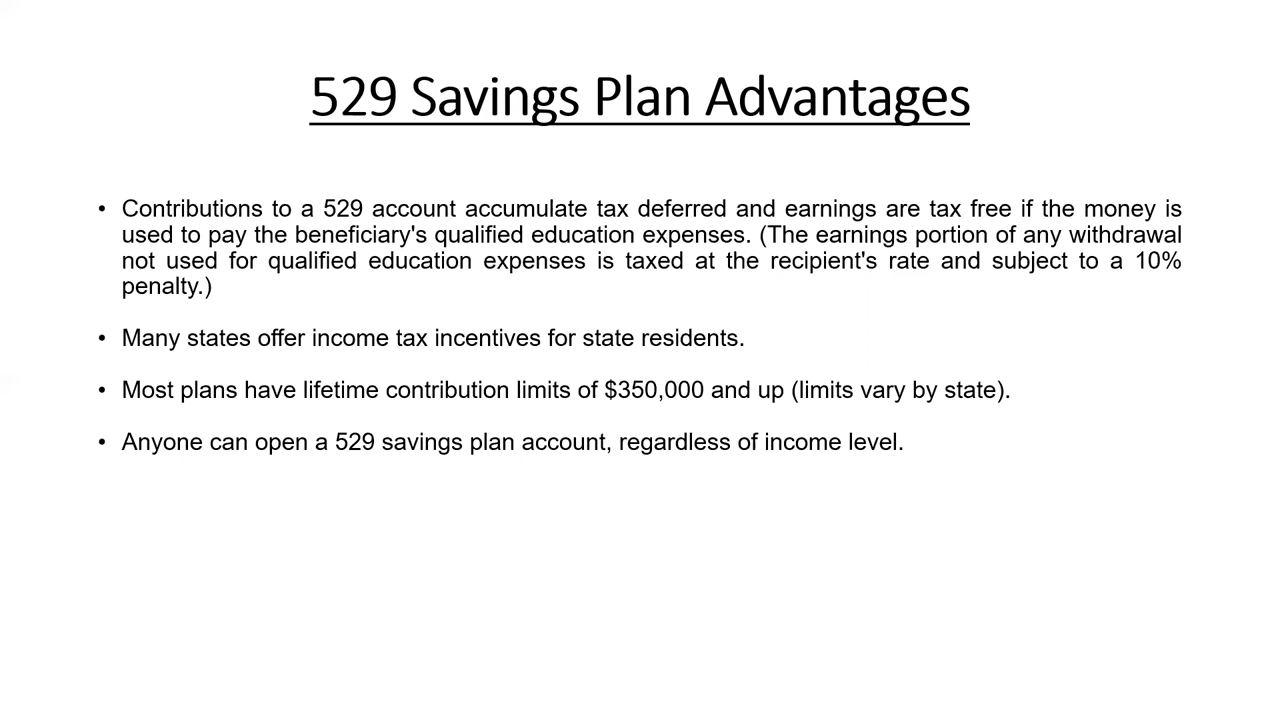 529 Savings Plan Advantages
• Contributions to a 529 account accumulate tax deferred and earnings are tax free if the money is
used to pay the beneficiary's qualified education expenses. (The earnings portion of any withdrawal
not used for qualified education expenses is taxed at the recipient's rate and subject to a 10%
penalty.)
• Many states offer income tax incentives for state residents.
• Most plans have lifetime contribution limits of $350,000 and up (limits vary by state).
• Anyone can open a 529 savings plan account, regardless of income level.